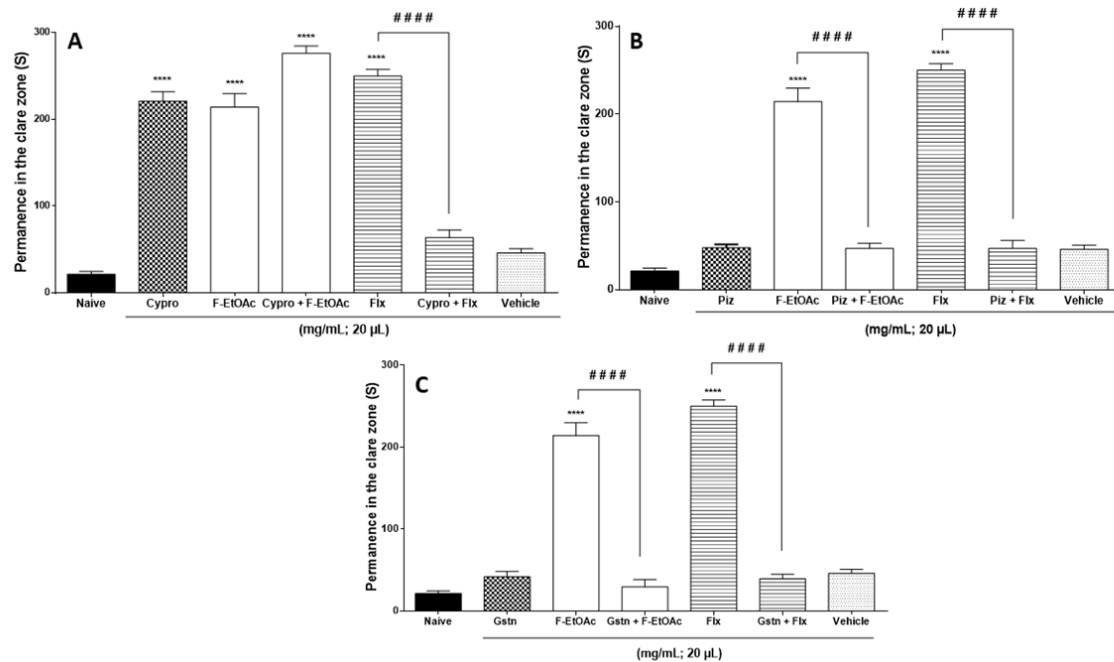 A
Permanence in the clare zone (S)
300
200
100
0
****
****
****
****
####
Naive Cypro F-EtOAc Cypro + F-EtOAc Flx Cypro + Flx Vehicle
(mg/mL; 20 µL)
B
Permanence in the clare zone (S)
300
200
100
0
****
####
****
####
Naive Piz F-EtOAc Piz + F-EtOAc Flx Piz + Flx Vehicle
(mg/mL; 20 µL)
C
Permanence in the clare zone (S)
300
200
100
0
****
####
****
####
Naive Gstn F-EtOAc Gstn + F-EtOAc Flx Gstn + Flx Vehicle
(mg/mL; 20 µL)